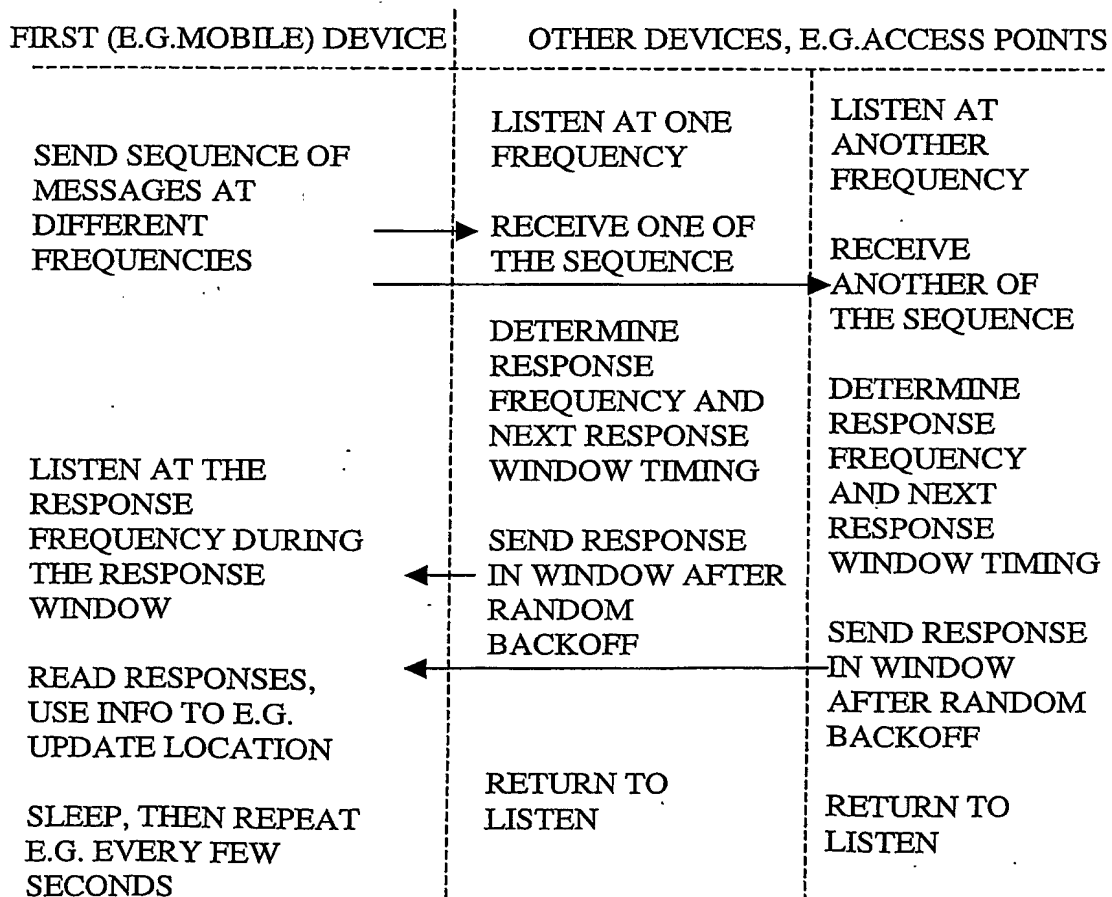 FIRST (E.G.MOBILE) DEVICE
OTHER DEVICES, E.G.ACCESS POINTS
SEND SEQUENCE OF
MESSAGES AT
DIFFERENT
FREQUENCIES
LISTEN AT THE
RESPONSE
FREQUENCY DURING
THE RESPONSE
WINDOW
READ RESPONSES,
USE INFO TO E.G.
UPDATE LOCATION
SLEEP, THEN REPEAT
E.G. EVERY FEW
SECONDS
LISTEN AT ONE
FREQUENCY
RECEIVE ONE OF
THE SEQUENCE
DETERMINE
RESPONSE
FREQUENCY AND
NEXT RESPONSE
WINDOW TIMING
SEND RESPONSE
IN WINDOW AFTER
RANDOM
BACKOFF
RETURN TO
LISTEN
LISTEN AT
ANOTHER
FREQUENCY
RECEIVE
ANOTHER OF
THE SEQUENCE
DETERMINE
RESPONSE
FREQUENCY
AND NEXT
RESPONSE
WINDOW TIMING
SEND RESPONSE
IN WINDOW
AFTER RANDOM
BACKOFF
RETURN TO
LISTEN